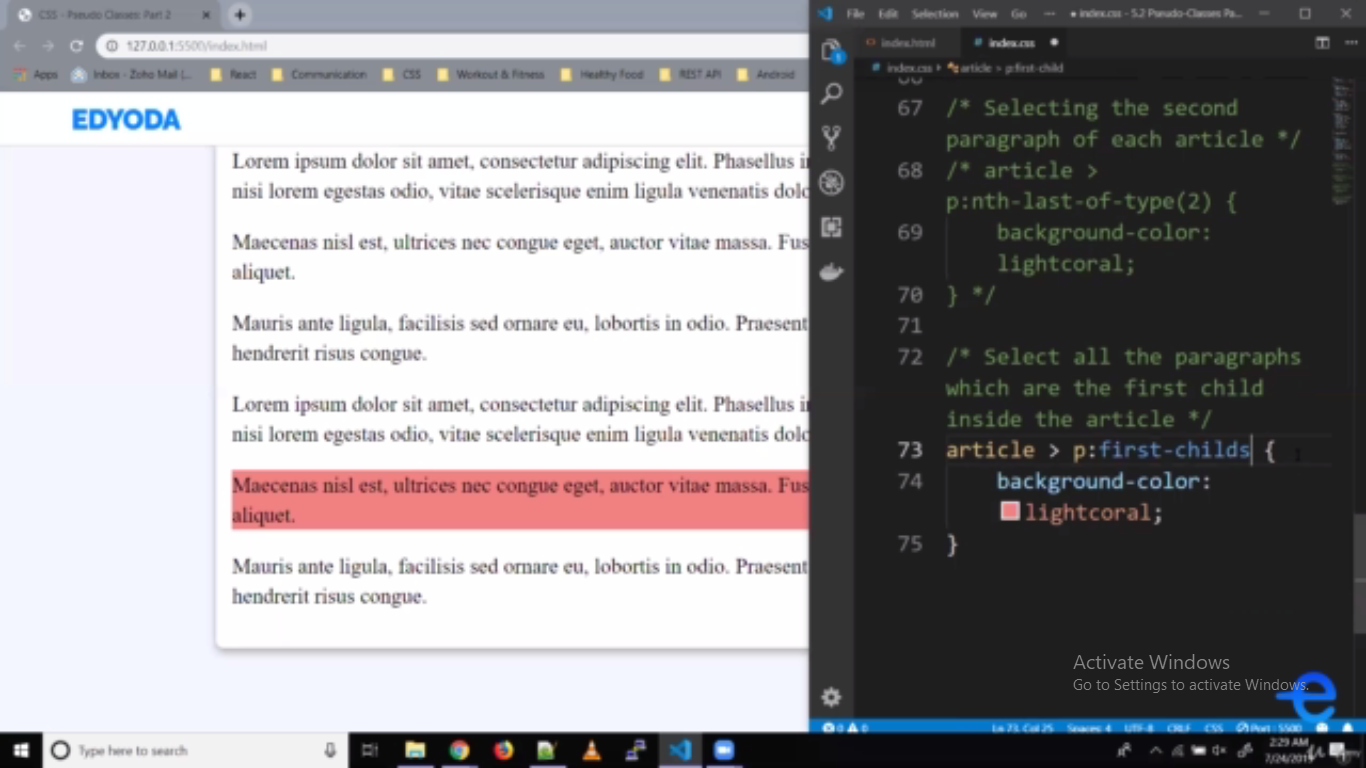 CSS - Pseudo Classes: Part 2
127.0.0.1:5500/index.html
Apps Inbox - Zoho Mail (... React Communication CSS Workout & Fitness Healthy Food REST API Android
EDYODA
Lorem ipsum dolor sit amet, consectetur adipiscing elit. Phasellus
nisi lorem egestas odio, vitae scelerisque enim ligula venenatis dolo
Maecenas nisl est, ultrices nec congue eget, auctor vitae massa. Fus
aliquet.
Mauris ante ligula, facilisis sed ornare eu, lobortis in odio. Praesent
hendrerit risus congue.
Lorem ipsum dolor sit amet, consectetur adipiscing elit. Phasellus
nisi lorem egestas odio, vitae scelerisque enim ligula venenatis dolo
Maecenas nisl est, ultrices nec congue eget, auctor vitae massa. Fus
aliquet.
Mauris ante ligula, facilisis sed ornare eu, lobortis in odio. Praesent
hendrerit risus congue.
File Edit Selection View Go ··· ● index.css - 5.2 Pseudo-Classes Pa...
index.html # index.css ●
# index.css > article > p:first-child
67 /* Selecting the second
paragraph of each article */
68 /* article >
p:nth-last-of-type(2) {
69 background-color:
lightcoral;
70 } */
71
72 /* Select all the paragraphs
which are the first child
inside the article */
73 article > p:first-childs {
74 background-color:
lightcoral;
75 }
Activate Windows
Go to Settings to activate Windows.
0 0 Ln 73, Col 25 Spaces: 4 UTF-8 CRLF CSS Port : 5500
Type here to search
2:29 AM